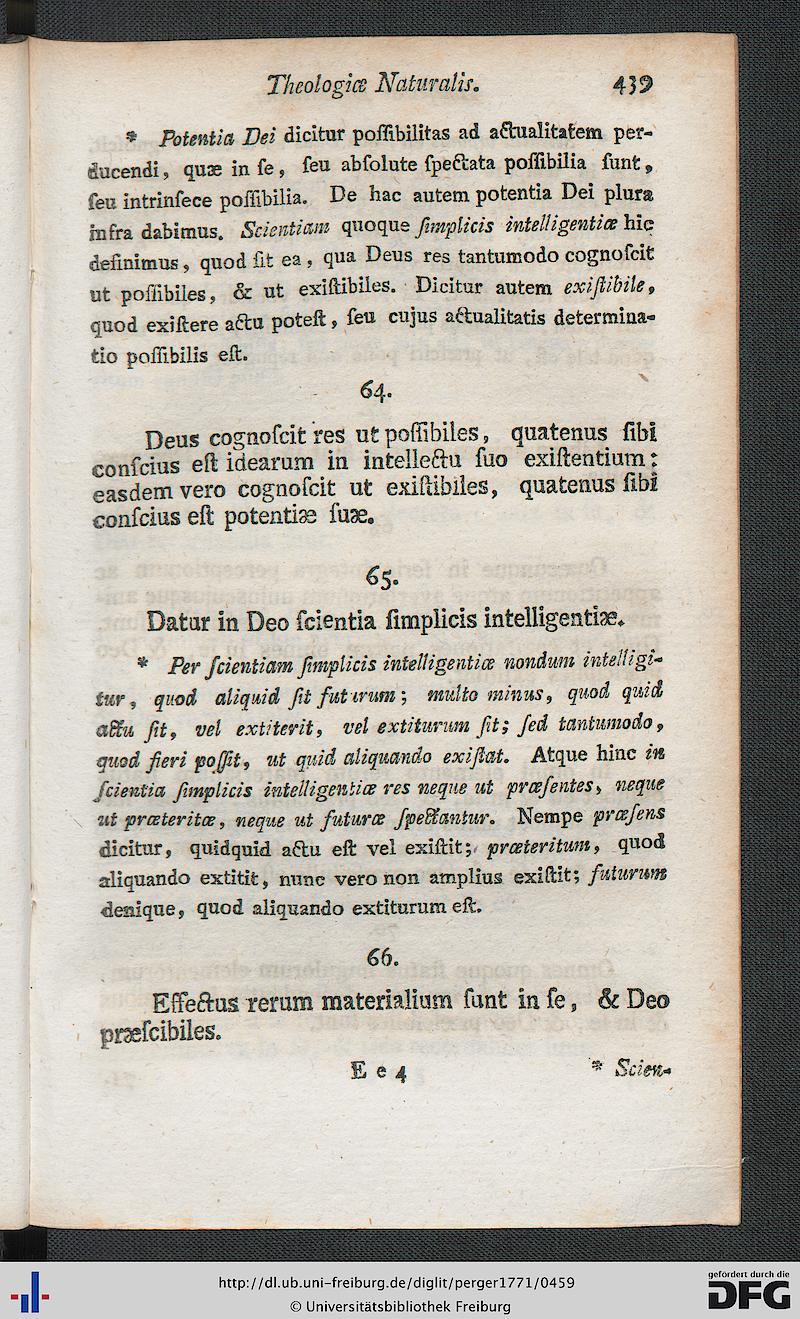 Theologiæ Naturalis. 439
* Potentia Dei dicitur poſſibilitas ad actualitatem per-
ducendi, quæ in ſe, ſeu abſolute ſpectata poſſibilia ſunt,
ſeu intrinſece poſſibilia. De hac autem potentia Dei plura
infra dabimus. Scientiam quoque ſimplicis intelligentiæ hic
definimus, quod ſit ea, qua Deus res tantumodo cognoſcit
ut poſſibiles, & ut exiſtibiles. Dicitur autem exiſtibile,
quod exiſtere actu poteſt, ſeu cujus actualitatis determina-
tio poſſibilis eſt.
64.
Deus cognoſcit res ut poſſibiles, quatenus ſibi
conſcius eſt idearum in intellectu ſuo exiſtentium:
easdem vero cognoſcit ut exiſtibiles, quatenus ſibi
conſcius eſt potentiæ ſuæ.
65.
Datur in Deo ſcientia ſimplicis intelligentiæ.
* Per ſcientiam ſimplicis intelligentiæ nondum intelligi-
tur, quod aliquid ſit futurum; multo minus, quod quid
actu ſit, vel extiterit, vel extiturum ſit; ſed tantumodo,
quod fieri poſſit, ut quid aliquando exiſtat. Atque hinc in
ſcientia ſimplicis intelligentiæ res neque ut præſentes, neque
ut præteritæ, neque ut futuræ ſpectantur. Nempe præſens
dicitur, quidquid actu eſt vel exiſtit; præteritum, quod
aliquando extitit, nunc vero non amplius exiſtit; futurum
denique, quod aliquando extiturum eſt.
66.
Effectus rerum materialium ſunt in ſe, & Deo
præſcibiles.
E e 4 * Scien-
http://dl.ub.uni-freiburg.de/diglit/perger1771/0459
© Universitätsbibliothek Freiburg
gefördert durch die
DFG